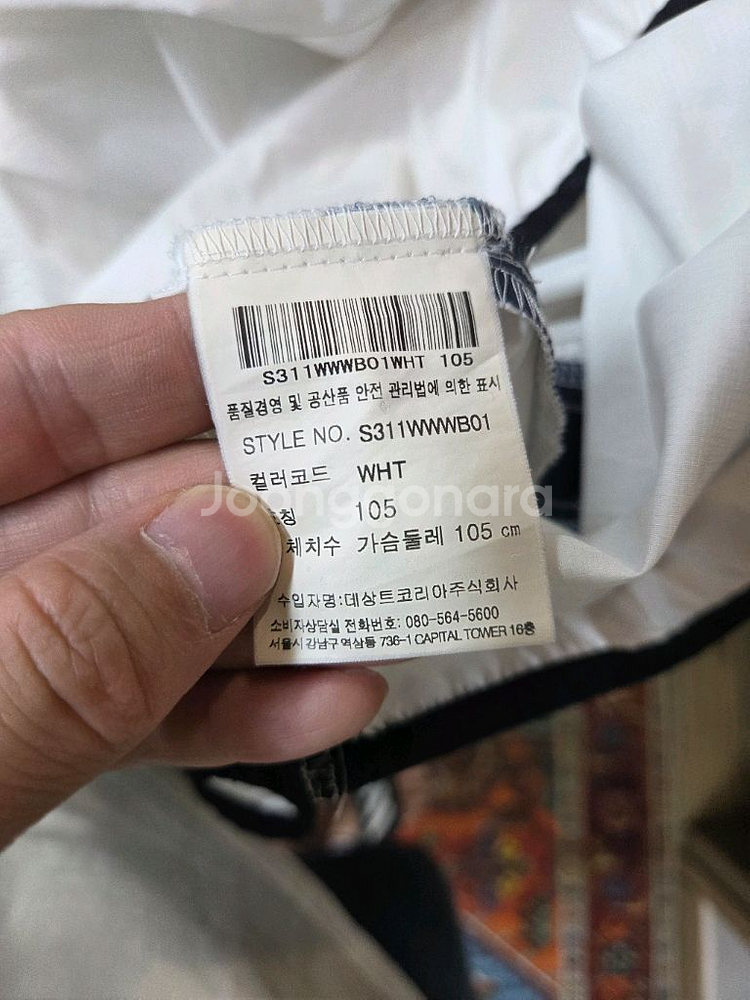 S311WWWB01WHT 105
품질경영 및 공산품 안전 관리법에 의한 표시
STYLE NO. S311WWWB01
컬러코드 WHT
105
체치수 가슴둘레 105 cm
수입자명:데상트코리아주식회사
소비자상담실 전화번호: 080-564-5600
서울시강남구역삼동 736-1 CAPITAL TOWER 16층
Joonggonara